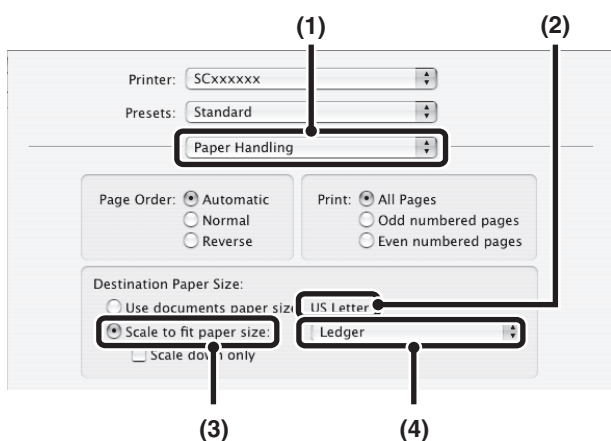 (1) (2)
Printer: SCxxxxxx
Presets: Standard
Paper Handling
Page Order: Automatic Print: All Pages
Normal Odd numbered pages
Reverse Even numbered pages
Destination Paper Size:
Use documents paper size US Letter
Scale to fit paper size: Ledger
Scale down only
(3) (4)